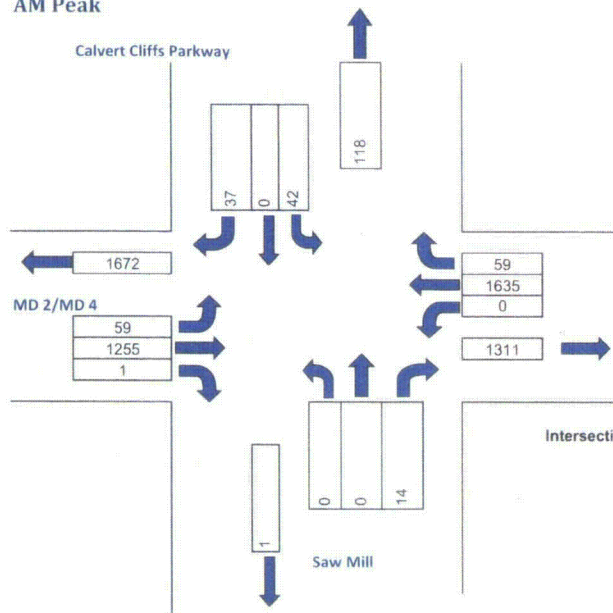 AM Peak
Calvert Cliffs Parkway
118
37 0 42
1672
59
1635
0
MD 2/MD 4
59
1255
1
1311
0 0 14
Intersecti
1
Saw Mill